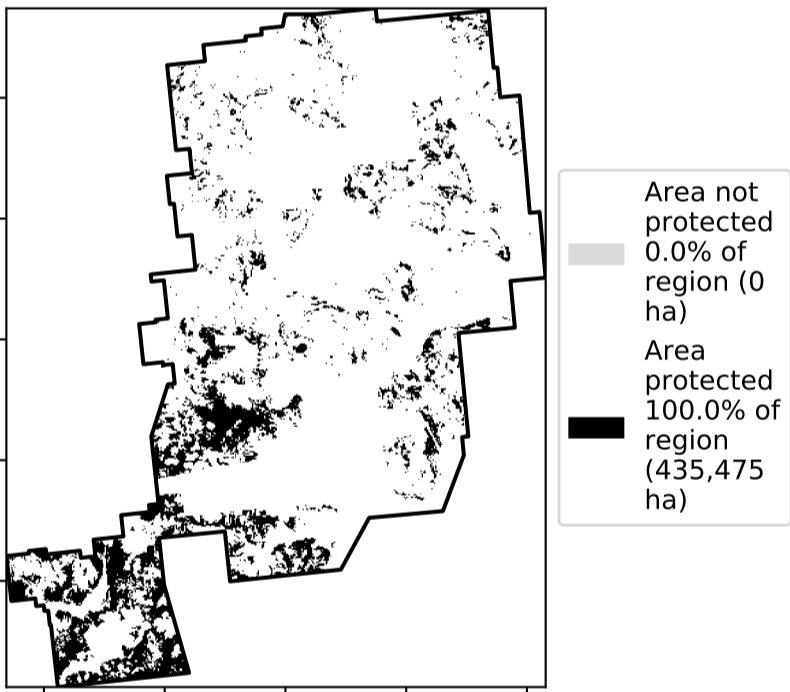 Area not
protected
0.0% of
region (0
ha)
Area
protected
100.0% of
region
(435,475
ha)